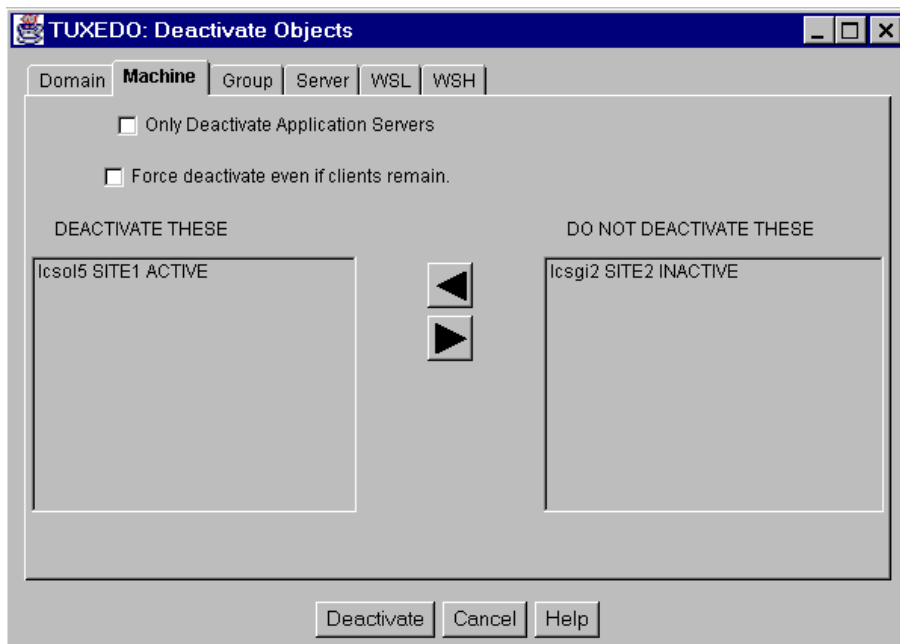 TUXEDO: Deactivate Objects
Domain Machine Group Server WSL WSH
Only Deactivate Application Servers
Force deactivate even if clients remain.
DEACTIVATE THESE
DO NOT DEACTIVATE THESE
lcsol5 SITE1 ACTIVE
lcsgi2 SITE2 INACTIVE
Deactivate Cancel Help